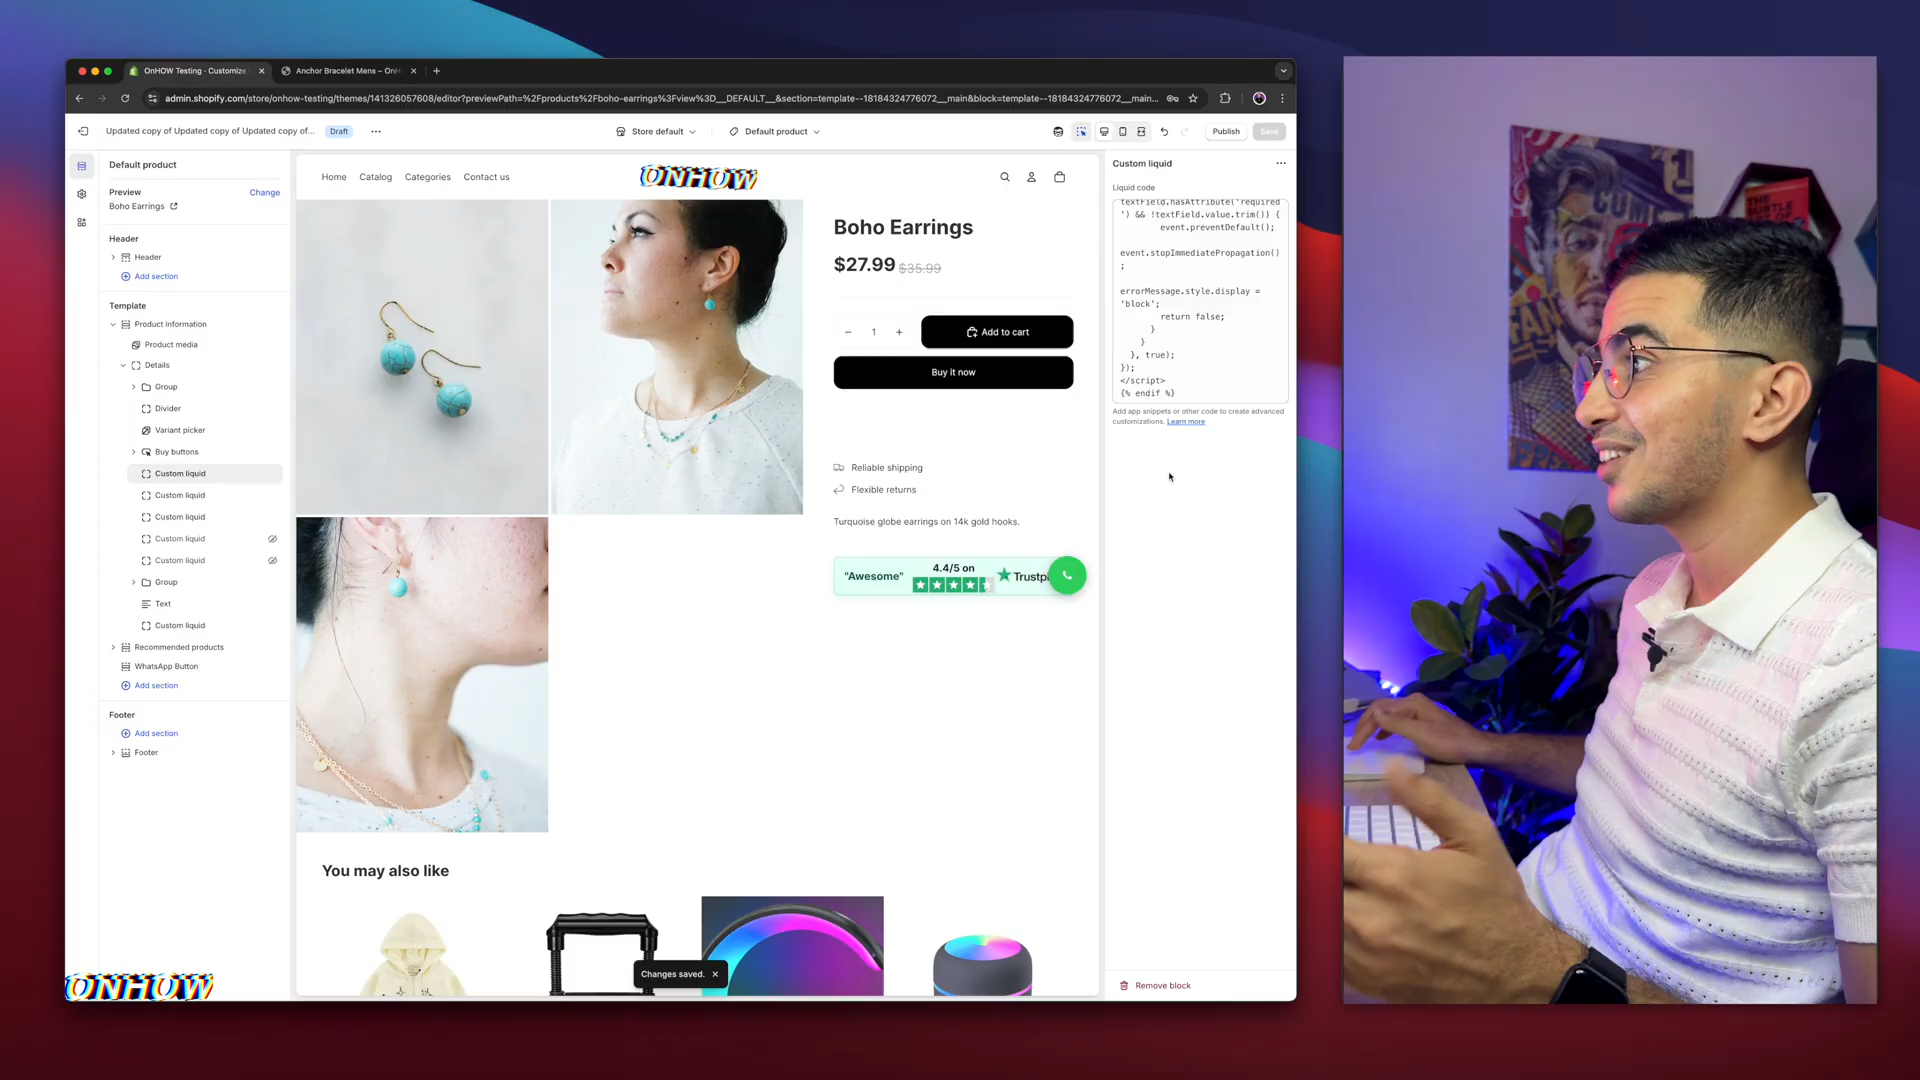 OnHOW Testing · Customize
Anchor Bracelet Mens – OnH
admin.shopify.com/store/onhow-testing/themes/141326057608/editor?previewPath=%2Fproducts%2Fboho-earrings%3Fview%3D__DEFAULT__&section=template--18184324776072__main&block=template--18184324776072__main...
Updated copy of Updated copy of Updated copy of...
Draft
Store default
Default product
Publish
Save
Default product
Preview
Change
Boho Earrings
Header
Header
Add section
Template
Product information
Product media
Details
Group
Divider
Variant picker
Buy buttons
Custom liquid
Custom liquid
Custom liquid
Custom liquid
Custom liquid
Group
Text
Custom liquid
Recommended products
WhatsApp Button
Add section
Footer
Add section
Footer
Home
Catalog
Categories
Contact us
ONHOW
Boho Earrings
$27.99 $35.99
1
Add to cart
Buy it now
Reliable shipping
Flexible returns
Turquoise globe earrings on 14k gold hooks.
"Awesome"
4.4/5 on
Trustp
You may also like
Changes saved.
Custom liquid
Liquid code
textField.hasAttribute('required
') && !textField.value.trim()) {
event.preventDefault();
event.stopImmediatePropagation()
;
errorMessage.style.display =
'block';
return false;
}
}
}, true);
});
</script>
{% endif %}
Add app snippets or other code to create advanced
customizations. Learn more
Remove block
ONHOW
THE
SUBTLE